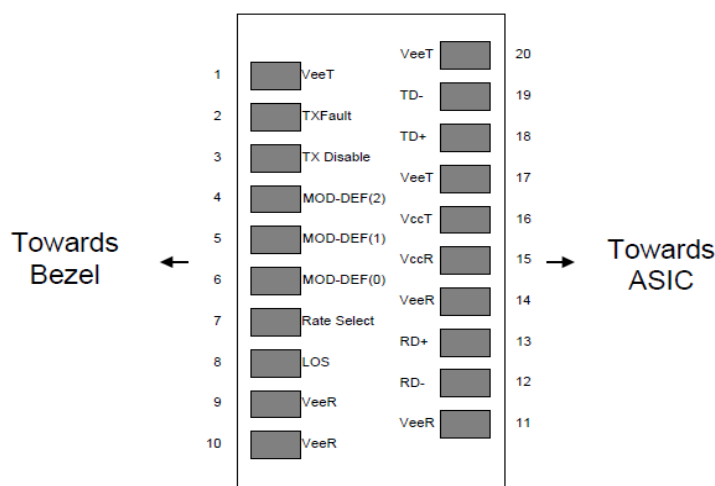 VeeT 20
1 VeeT
TD- 19
2 TXFault
TD+ 18
3 TX Disable
VeeT 17
4 MOD-DEF(2)
VccT 16
5 MOD-DEF(1)
Towards
Bezel
VccR 15
Towards
ASIC
6 MOD-DEF(0)
VeeR 14
7 Rate Select
RD+ 13
8 LOS
RD- 12
9 VeeR
VeeR 11
10 VeeR